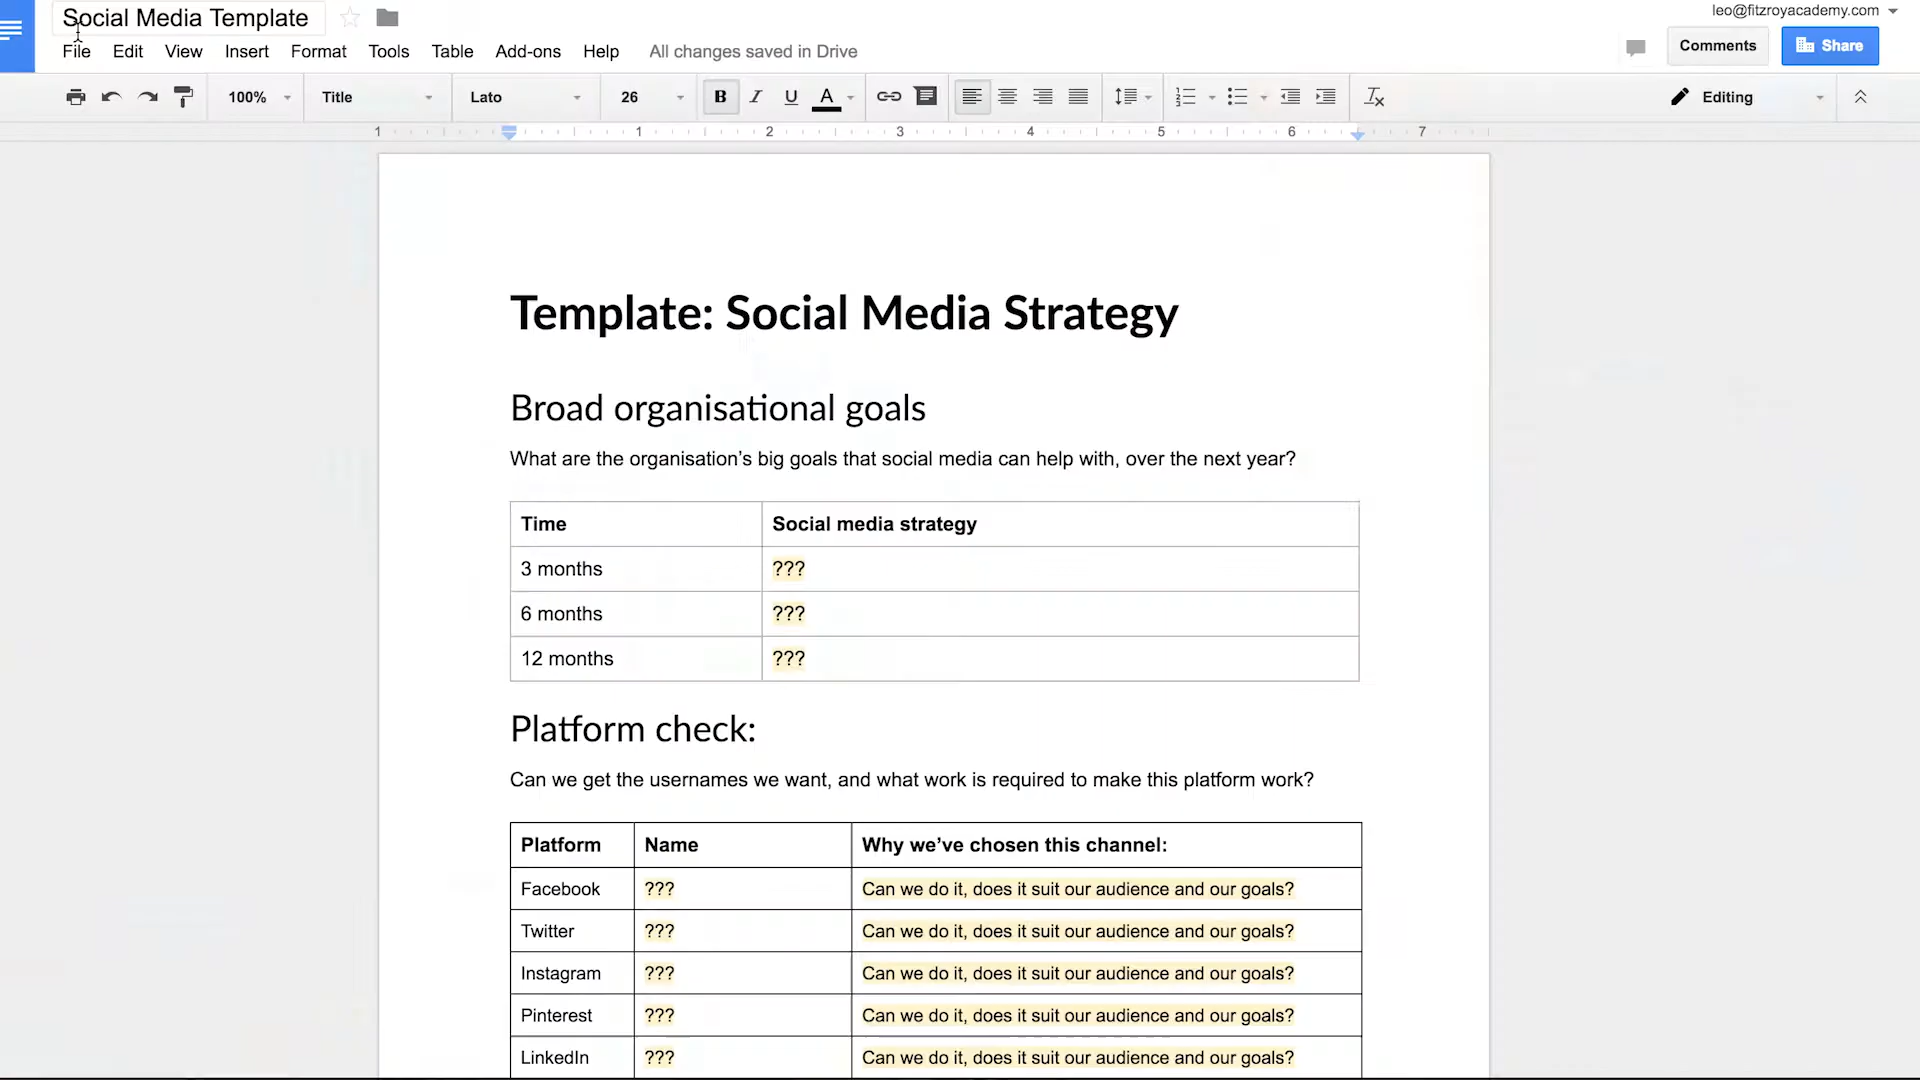 Social Media Template
leo@fitzroyacademy.com
File Edit View Insert Format Tools Table Add-ons Help All changes saved in Drive
Comments Share
100% Title Lato 26 B I U A Editing
1 1 2 3 4 5 6 7
Template: Social Media Strategy
Broad organisational goals
What are the organisation’s big goals that social media can help with, over the next year?
Time Social media strategy
3 months ???
6 months ???
12 months ???
Platform check:
Can we get the usernames we want, and what work is required to make this platform work?
Platform Name Why we’ve chosen this channel:
Facebook ??? Can we do it, does it suit our audience and our goals?
Twitter ??? Can we do it, does it suit our audience and our goals?
Instagram ??? Can we do it, does it suit our audience and our goals?
Pinterest ??? Can we do it, does it suit our audience and our goals?
LinkedIn ??? Can we do it, does it suit our audience and our goals?